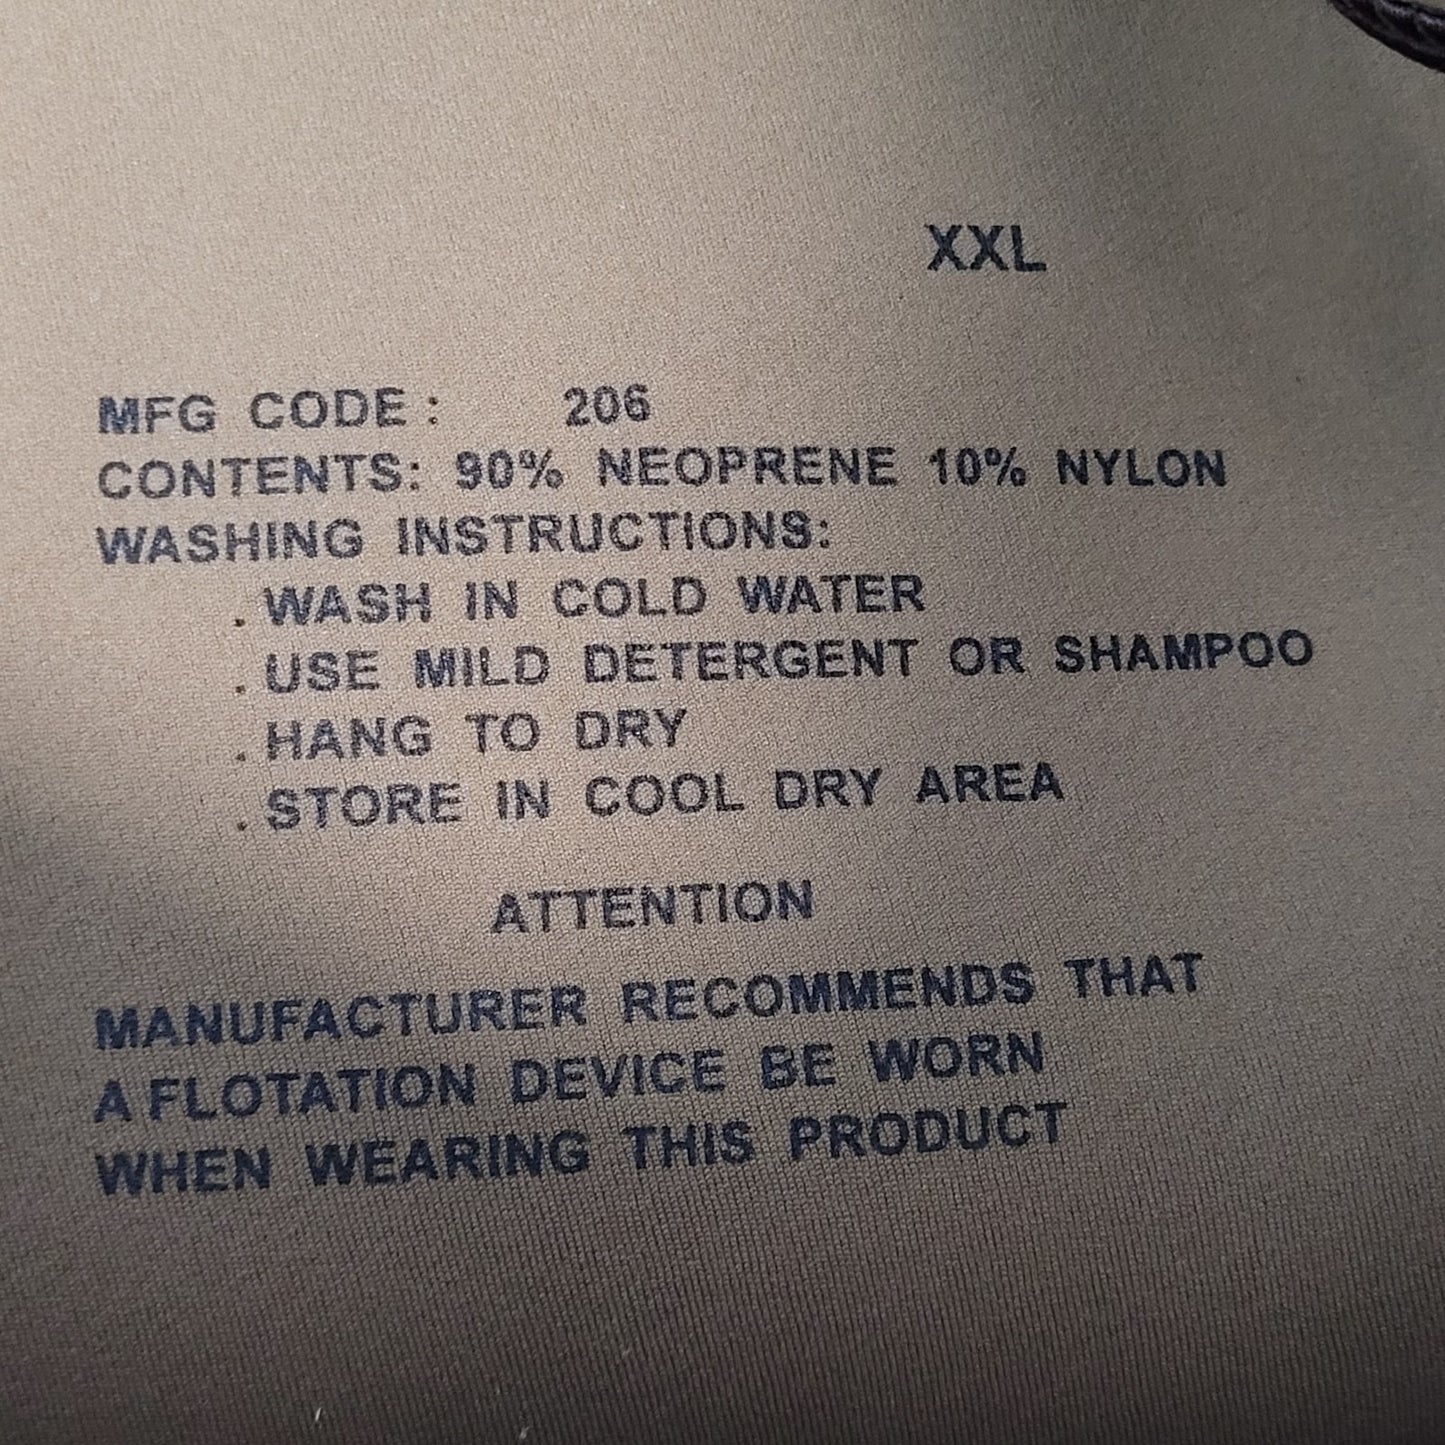 XXL
MFG CODE: 206
CONTENTS: 90% NEOPRENE 10% NYLON
WASHING INSTRUCTIONS:
. WASH IN COLD WATER
. USE MILD DETERGENT OR SHAMPOO
. HANG TO DRY
. STORE IN COOL DRY AREA
ATTENTION
MANUFACTURER RECOMMENDS THAT
A FLOTATION DEVICE BE WORN
WHEN WEARING THIS PRODUCT